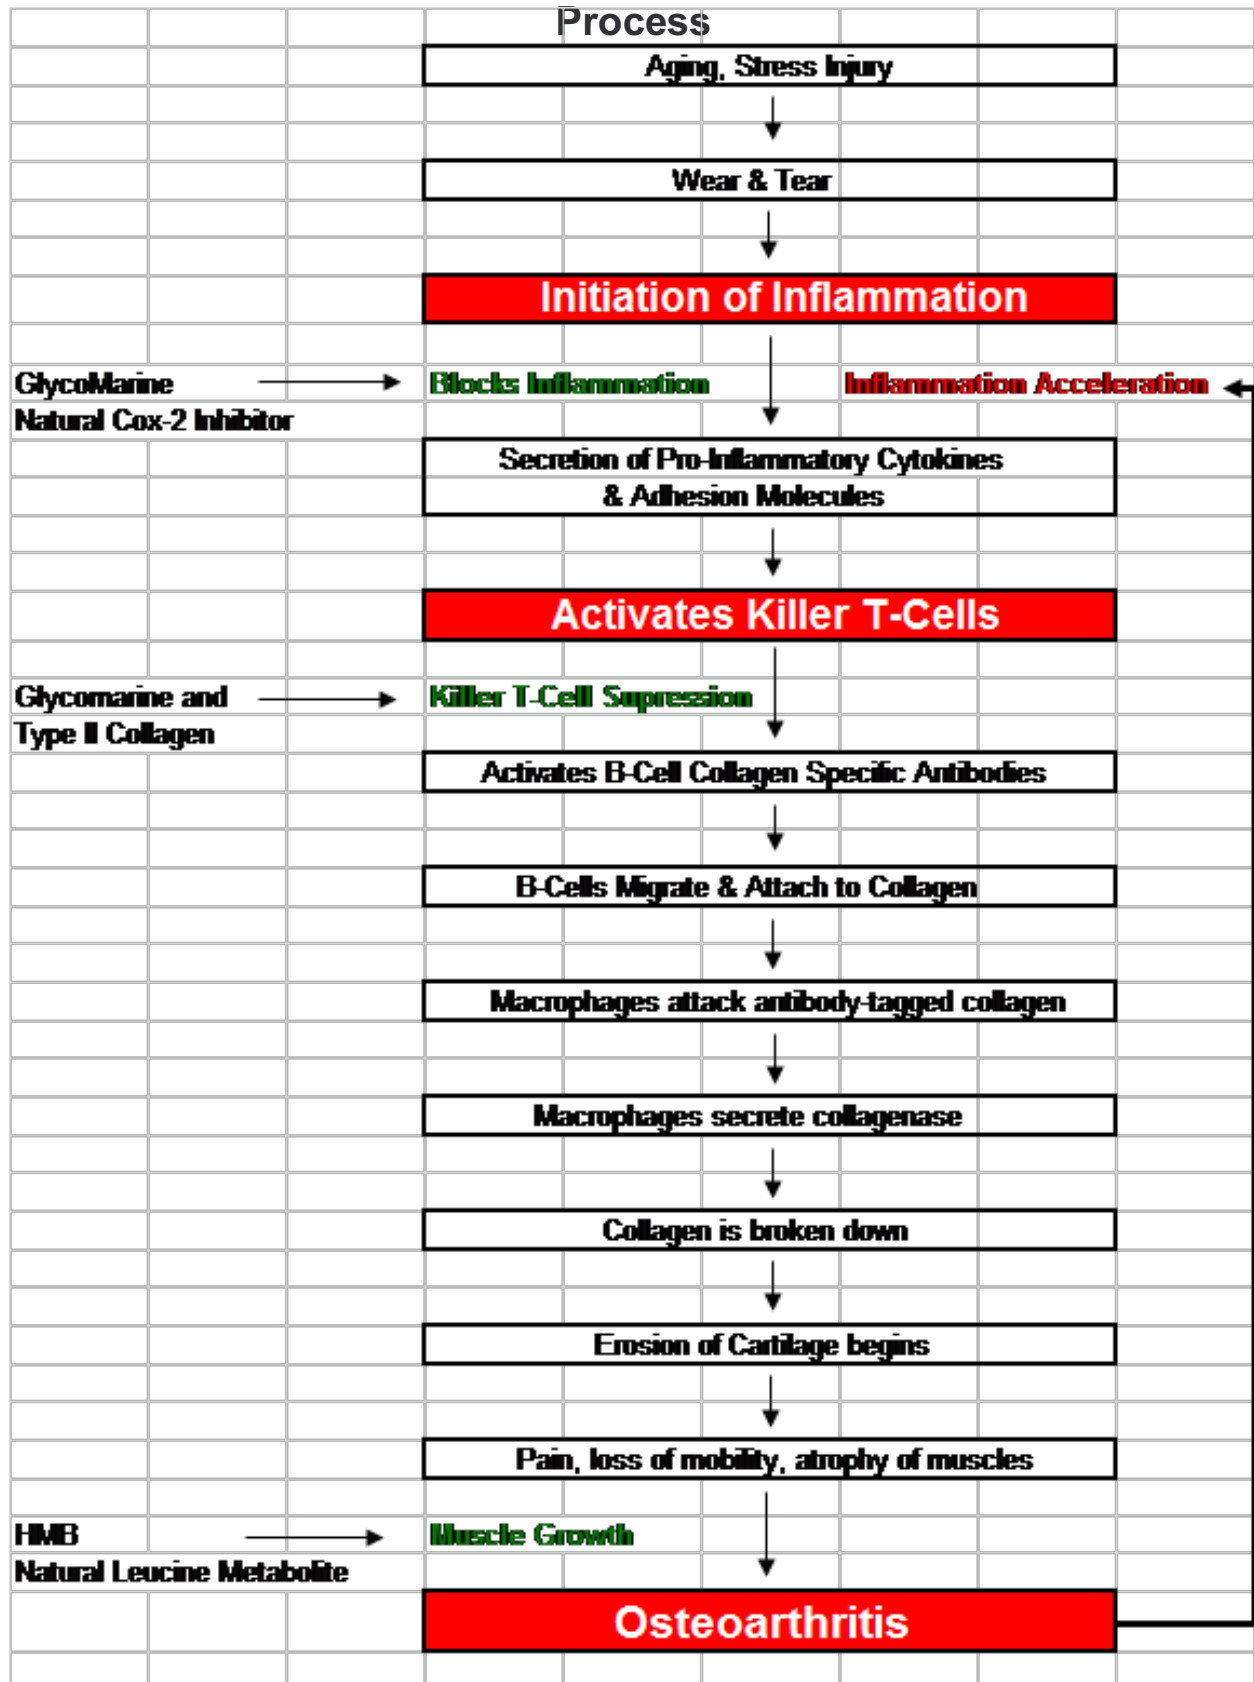 Process
Aging, Stress Injury
Wear & Tear
Initiation of Inflammation
GlycoMarine
Blocks Inflammation
Inflammation Acceleration
Natural Cox-2 Inhibitor
Secretion of Pro-Inflammatory Cytokines
& Adhesion Molecules
Activates Killer T-Cells
Glycomarine and
Killer T-Cell Supression
Type II Collagen
Activates B-Cell Collagen Specific Antibodies
B-Cells Migrate & Attach to Collagen
Macrophages attack antibody-tagged collagen
Macrophages secrete collagenase
Collagen is broken down
Erosion of Cartilage begins
Pain, loss of mobility, atrophy of muscles
HMB
Muscle Growth
Natural Leucine Metabolite
Osteoarthritis